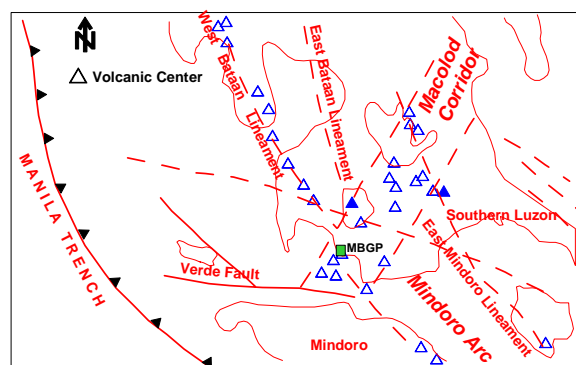 N
Volcanic Center
West Bataan
Lineament
East Bataan Lineament
Macolod
Corridor
MANILA TRENCH
Southern Luzon
MBGP
Verde Fault
East Mindoro Lineament
Mindoro Arc
Mindoro